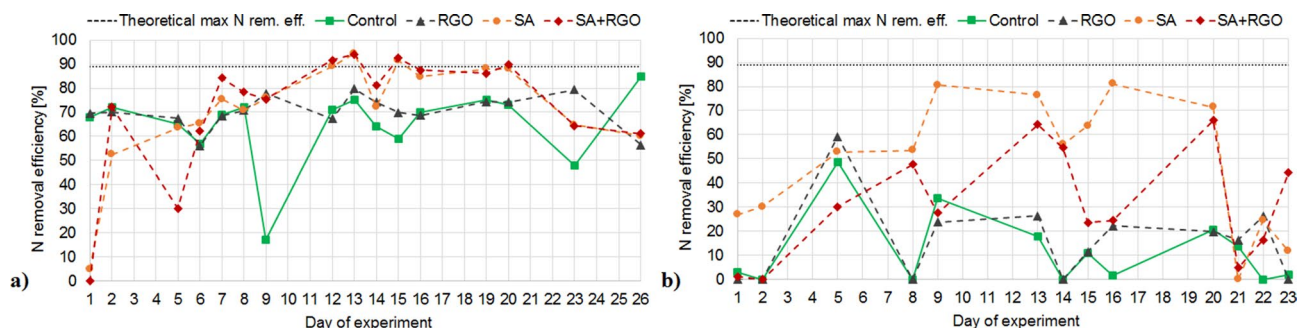 Theoretical max N rem. eff. Control RGO SA SA+RGO
100
90
80
70
60
50
40
30
20
10
0
N removal efficiency [%]
1 2 3 4 5 6 7 8 9 10 11 12 13 14 15 16 17 18 19 20 21 22 23 24 25 26
Day of experiment
a)
Theoretical max N rem. eff. Control RGO SA SA+RGO
100
90
80
70
60
50
40
30
20
10
0
N removal efficiency [%]
1 2 3 4 5 6 7 8 9 10 11 12 13 14 15 16 17 18 19 20 21 22 23
Day of experiment
b)